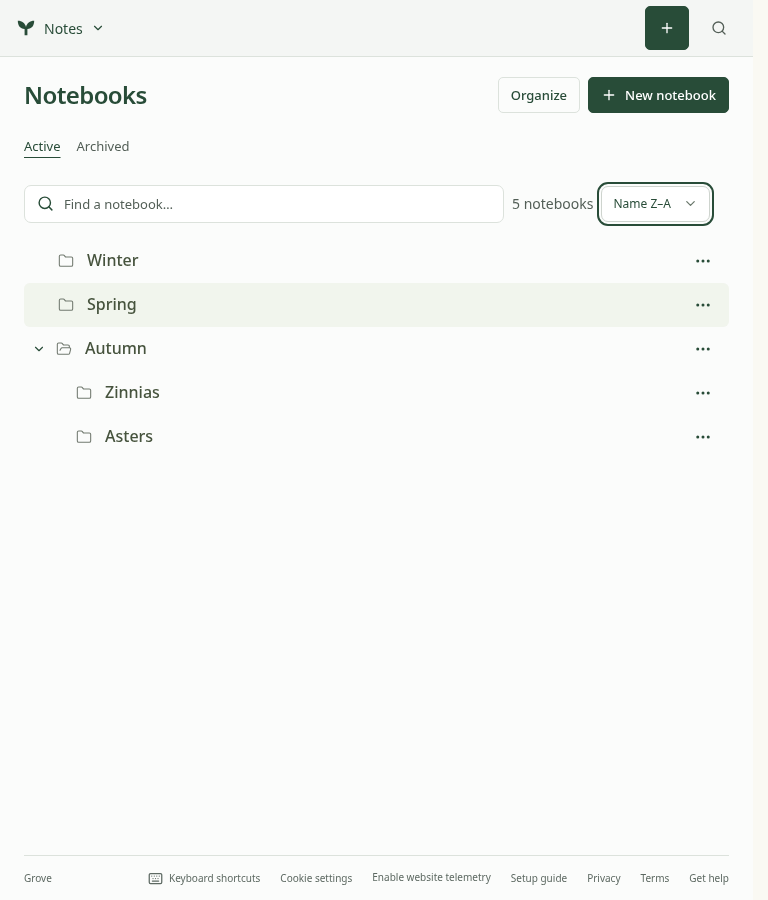 Notes
Notebooks
Organize
New notebook
Active Archived
Find a notebook...
5 notebooks
Name Z–A
Winter
Spring
Autumn
Zinnias
Asters
Grove Keyboard shortcuts Cookie settings Enable website telemetry Setup guide Privacy Terms Get help